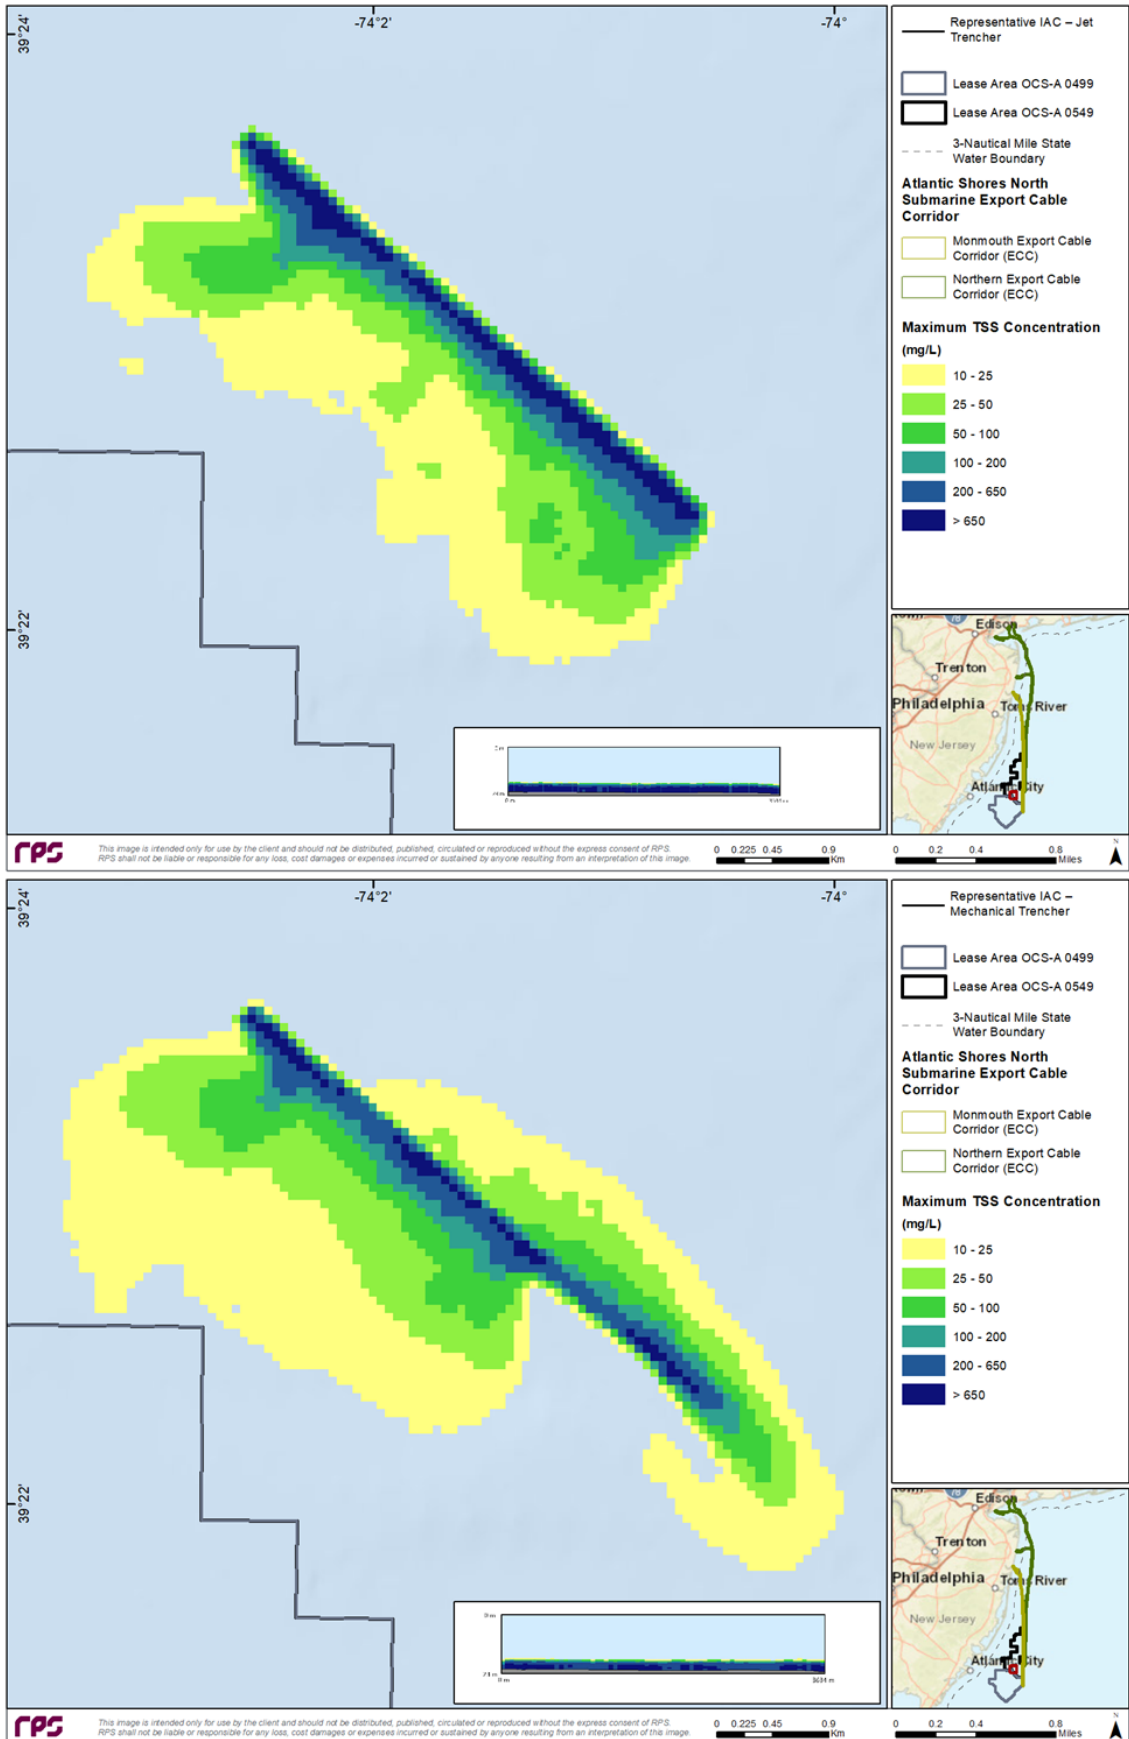 -74°2'
-74°
39°24'
39°22'
Representative IAC – Jet
Trencher
Lease Area OCS-A 0499
Lease Area OCS-A 0549
3-Nautical Mile State
Water Boundary
Atlantic Shores North
Submarine Export Cable
Corridor
Monmouth Export Cable
Corridor (ECC)
Northern Export Cable
Corridor (ECC)
Maximum TSS Concentration
(mg/L)
10 - 25
25 - 50
50 - 100
100 - 200
200 - 650
> 650
78
Edison
Trenton
Philadelphia
Toms River
New Jersey
Atlantic City
0 m
RPS
This image is intended only for use by the client and should not be distributed, published, circulated or reproduced without the express consent of RPS.
RPS shall not be liable or responsible for any loss, cost damages or expenses incurred or sustained by anyone resulting from an interpretation of this image.
0 0.225 0.45 0.9
Km
0 0.2 0.4 0.8
Miles
N
-74°2'
-74°
39°24'
39°22'
Representative IAC –
Mechanical Trencher
Lease Area OCS-A 0499
Lease Area OCS-A 0549
3-Nautical Mile State
Water Boundary
Atlantic Shores North
Submarine Export Cable
Corridor
Monmouth Export Cable
Corridor (ECC)
Northern Export Cable
Corridor (ECC)
Maximum TSS Concentration
(mg/L)
10 - 25
25 - 50
50 - 100
100 - 200
200 - 650
> 650
78
Edison
Trenton
Philadelphia
Toms River
New Jersey
Atlantic City
0 m
0 m
RPS
This image is intended only for use by the client and should not be distributed, published, circulated or reproduced without the express consent of RPS.
RPS shall not be liable or responsible for any loss, cost damages or expenses incurred or sustained by anyone resulting from an interpretation of this image.
0 0.225 0.45 0.9
Km
0 0.2 0.4 0.8
Miles
N